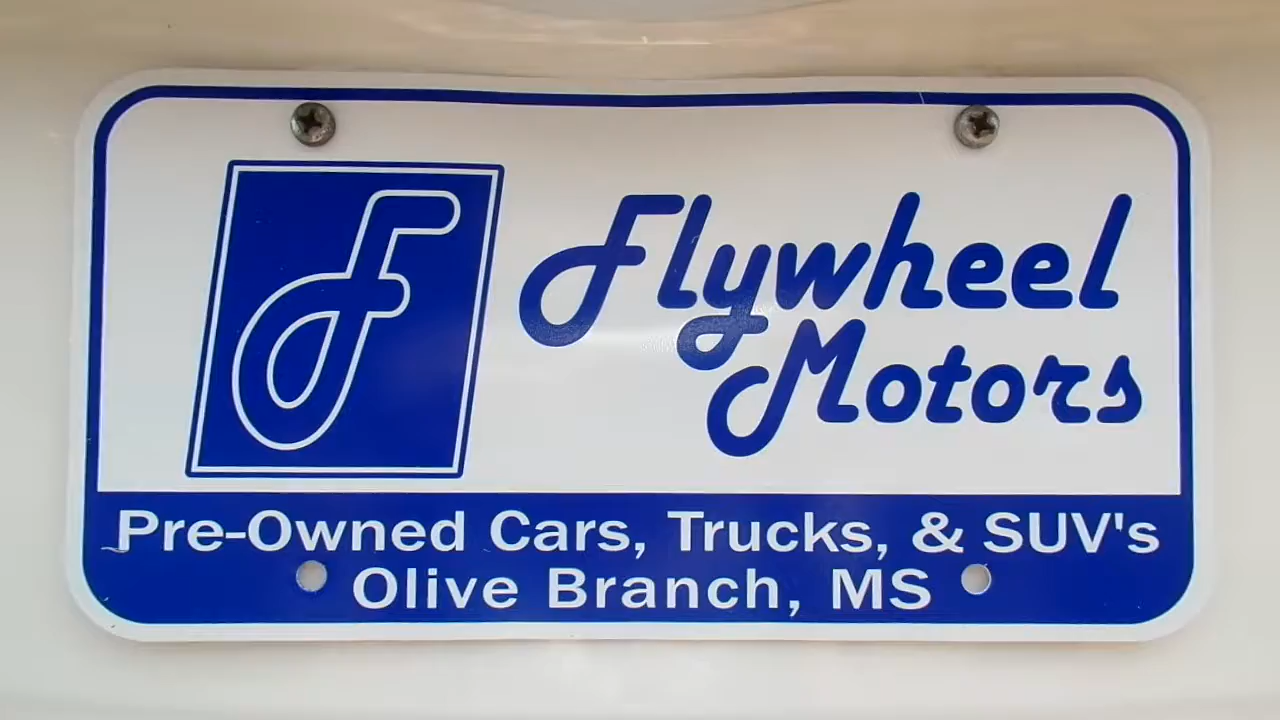 F
Flywheel
Motors
Pre-Owned Cars, Trucks, & SUV's
Olive Branch, MS